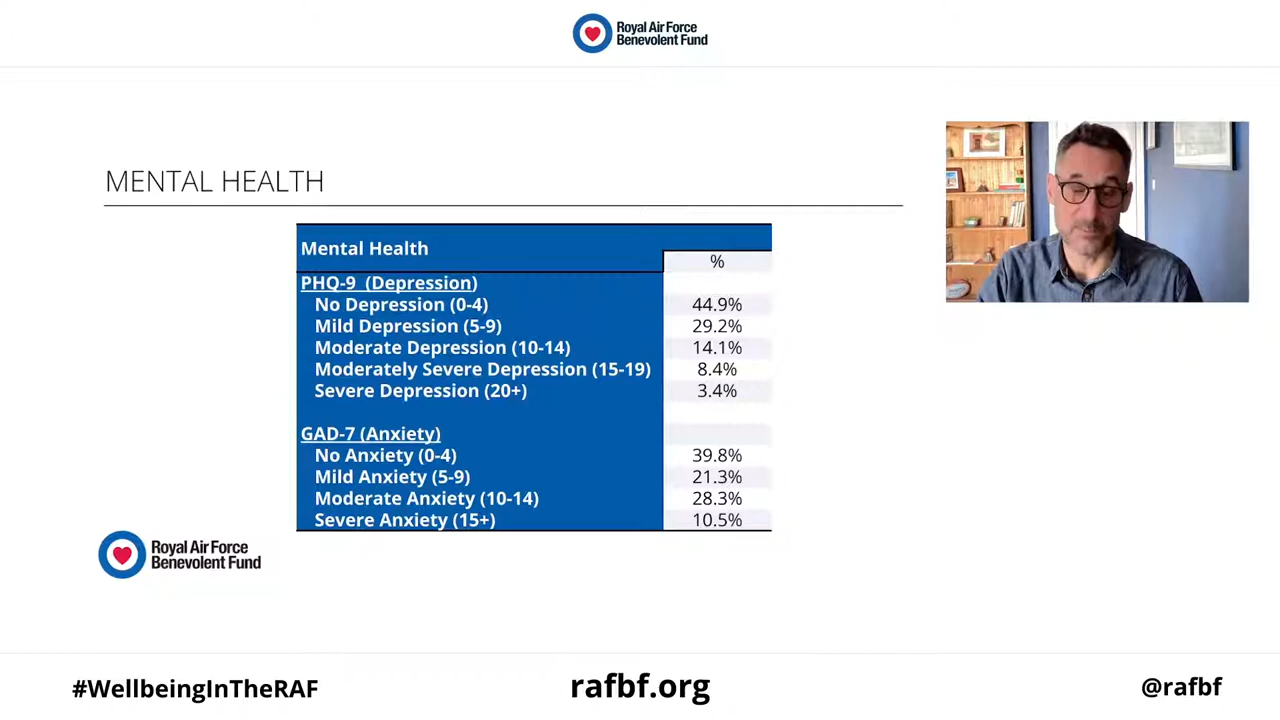 Royal Air Force
Benevolent Fund
MENTAL HEALTH
Mental Health
%
PHQ-9 (Depression)
No Depression (0-4) 44.9%
Mild Depression (5-9) 29.2%
Moderate Depression (10-14) 14.1%
Moderately Severe Depression (15-19) 8.4%
Severe Depression (20+) 3.4%
GAD-7 (Anxiety)
No Anxiety (0-4) 39.8%
Mild Anxiety (5-9) 21.3%
Moderate Anxiety (10-14) 28.3%
Severe Anxiety (15+) 10.5%
Royal Air Force
Benevolent Fund
#WellbeingInTheRAF rafbf.org @rafbf